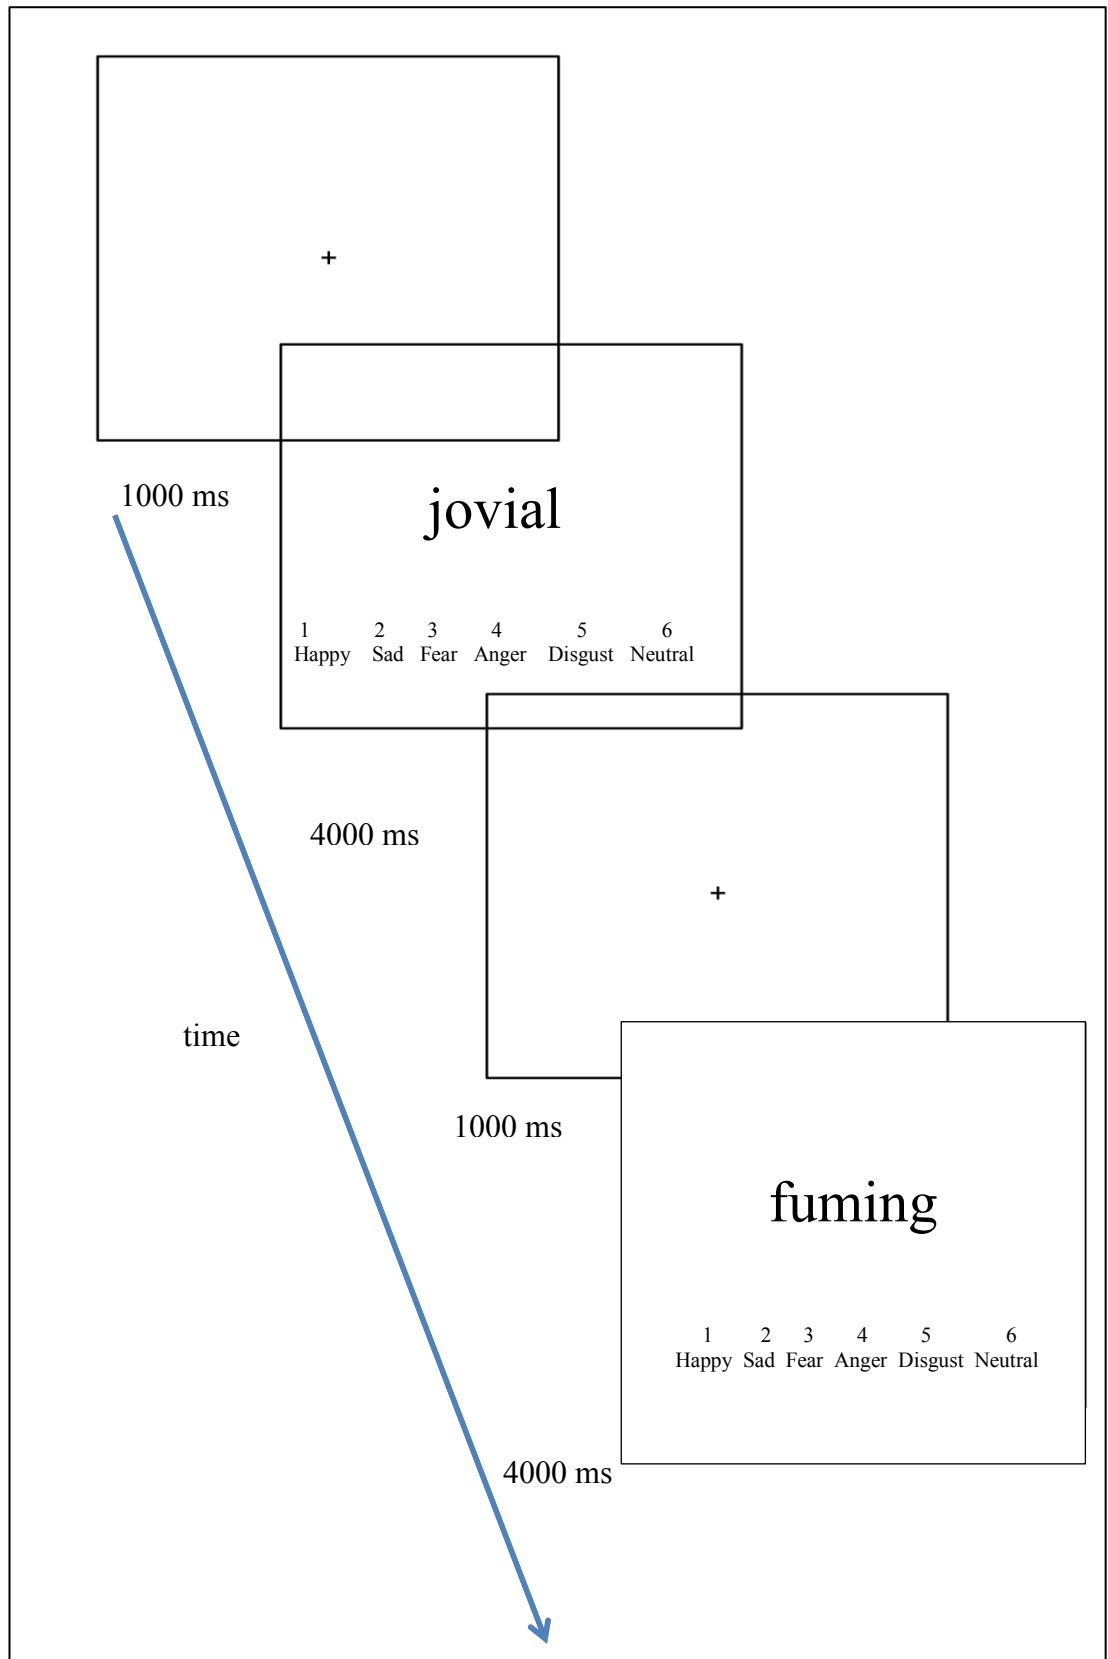 +
1000 ms
jovial
1 2 3 4 5 6
Happy Sad Fear Anger Disgust Neutral
4000 ms
+
time
1000 ms
fuming
1 2 3 4 5 6
Happy Sad Fear Anger Disgust Neutral
4000 ms